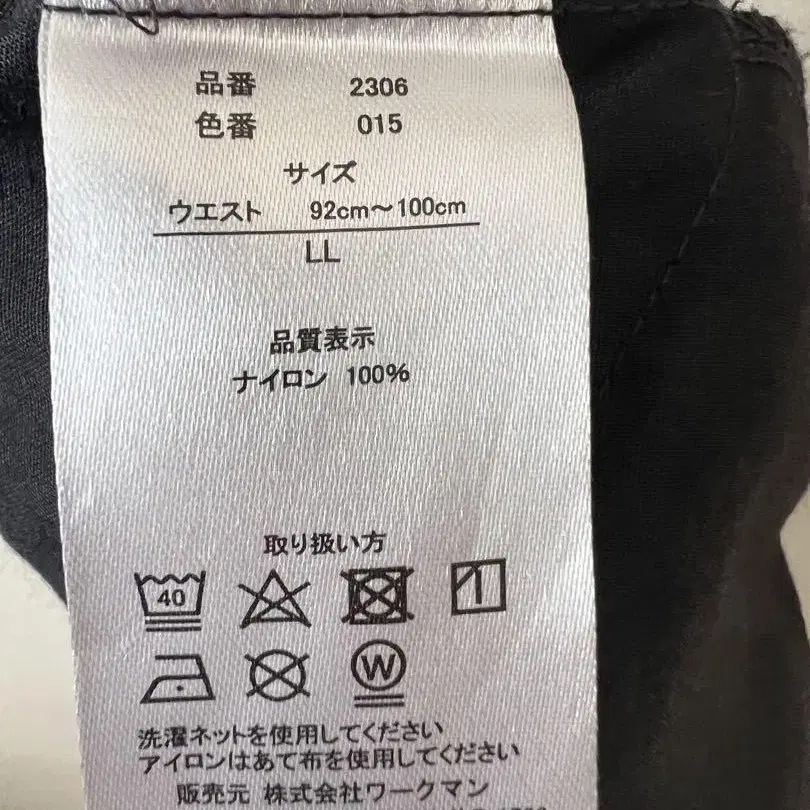 品番 2306
色番 015
サイズ
ウエスト 92cm～100cm
LL
品質表示
ナイロン 100%
取り扱い方
40
W
洗濯ネットを使用してください
アイロンはあて布を使用してください
販売元 株式会社ワークマン